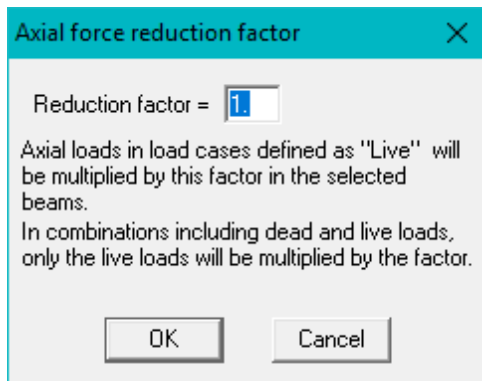 Axial force reduction factor
Reduction factor = 1.
Axial loads in load cases defined as "Live" will
be multiplied by this factor in the selected
beams.
In combinations including dead and live loads,
only the live loads will be multiplied by the factor.
OK Cancel